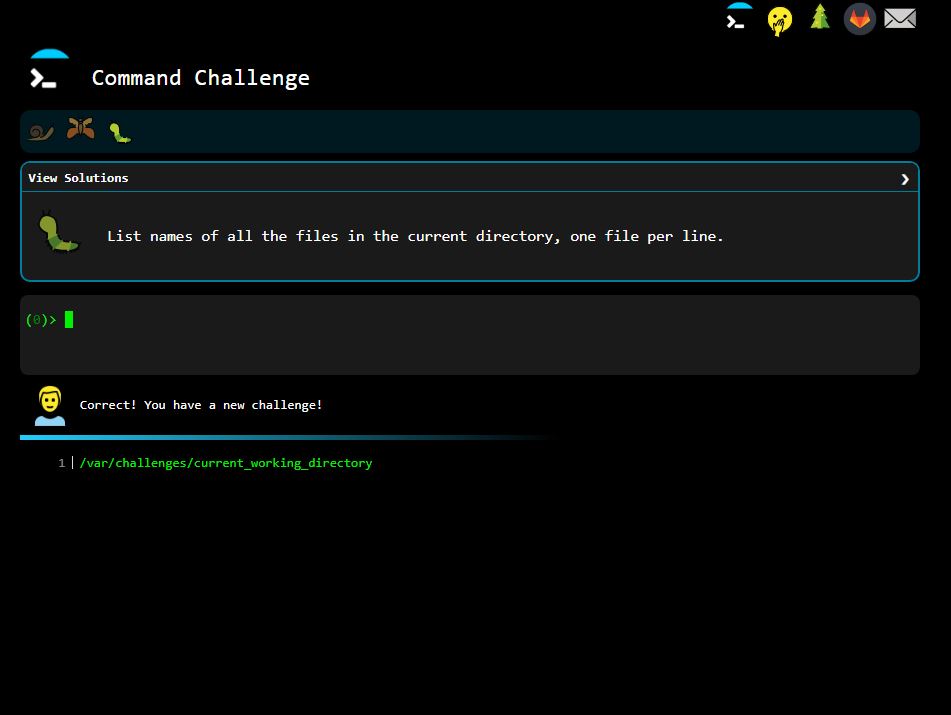 Command Challenge
View Solutions
List names of all the files in the current directory, one file per line.
(0)>
Correct! You have a new challenge!
1 /var/challenges/current_working_directory